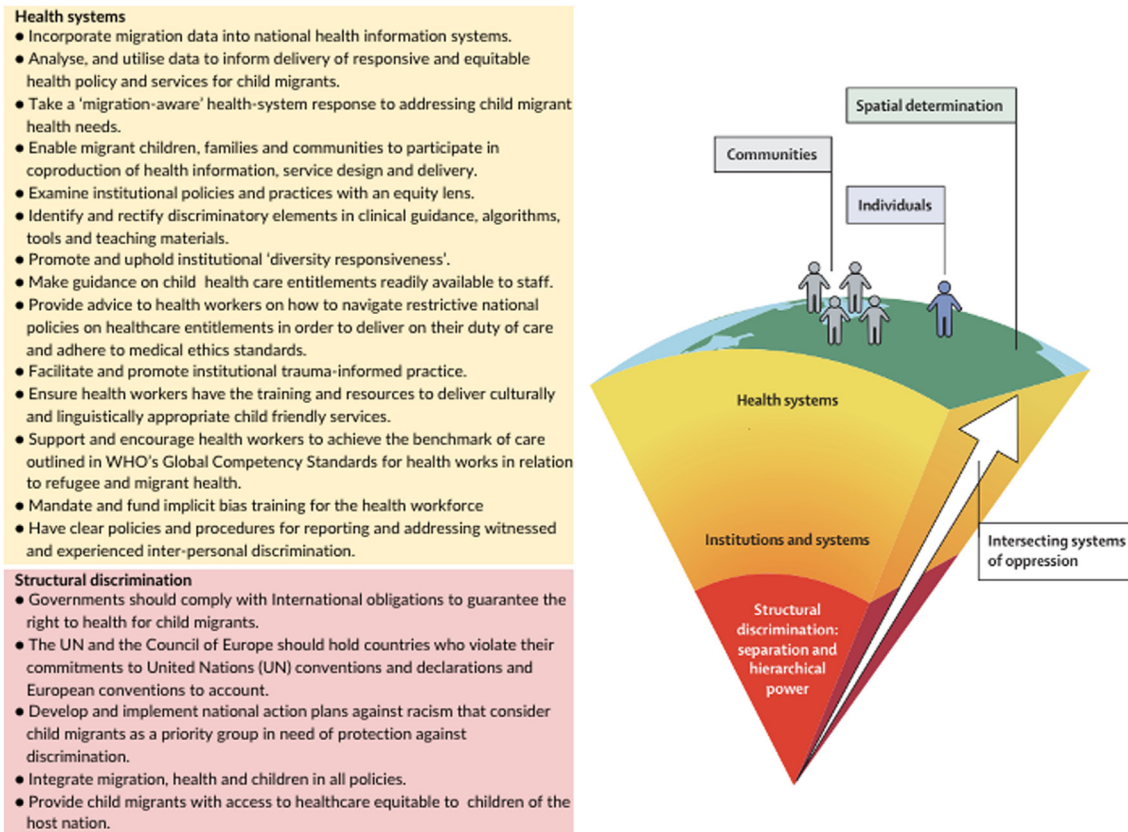 Health systems
● Incorporate migration data into national health information systems.
● Analyse, and utilise data to inform delivery of responsive and equitable
health policy and services for child migrants.
● Take a 'migration-aware' health-system response to addressing child migrant
health needs.
● Enable migrant children, families and communities to participate in
coproduction of health information, service design and delivery.
● Examine institutional policies and practices with an equity lens.
● Identify and rectify discriminatory elements in clinical guidance, algorithms,
tools and teaching materials.
● Promote and uphold institutional 'diversity responsiveness'.
● Make guidance on child health care entitlements readily available to staff.
● Provide advice to health workers on how to navigate restrictive national
policies on healthcare entitlements in order to deliver on their duty of care
and adhere to medical ethics standards.
● Facilitate and promote institutional trauma-informed practice.
● Ensure health workers have the training and resources to deliver culturally
and linguistically appropriate child friendly services.
● Support and encourage health workers to achieve the benchmark of care
outlined in WHO's Global Competency Standards for health works in relation
to refugee and migrant health.
● Mandate and fund implicit bias training for the health workforce
● Have clear policies and procedures for reporting and addressing witnessed
and experienced inter-personal discrimination.
Structural discrimination
● Governments should comply with International obligations to guarantee the
right to health for child migrants.
● The UN and the Council of Europe should hold countries who violate their
commitments to United Nations (UN) conventions and declarations and
European conventions to account.
● Develop and implement national action plans against racism that consider
child migrants as a priority group in need of protection against
discrimination.
● Integrate migration, health and children in all policies.
● Provide child migrants with access to healthcare equitable to children of the
host nation.
Spatial determination
Communities
Individuals
Health systems
Institutions and systems
Intersecting systems
of oppression
Structural
discrimination:
separation and
hierarchical
power